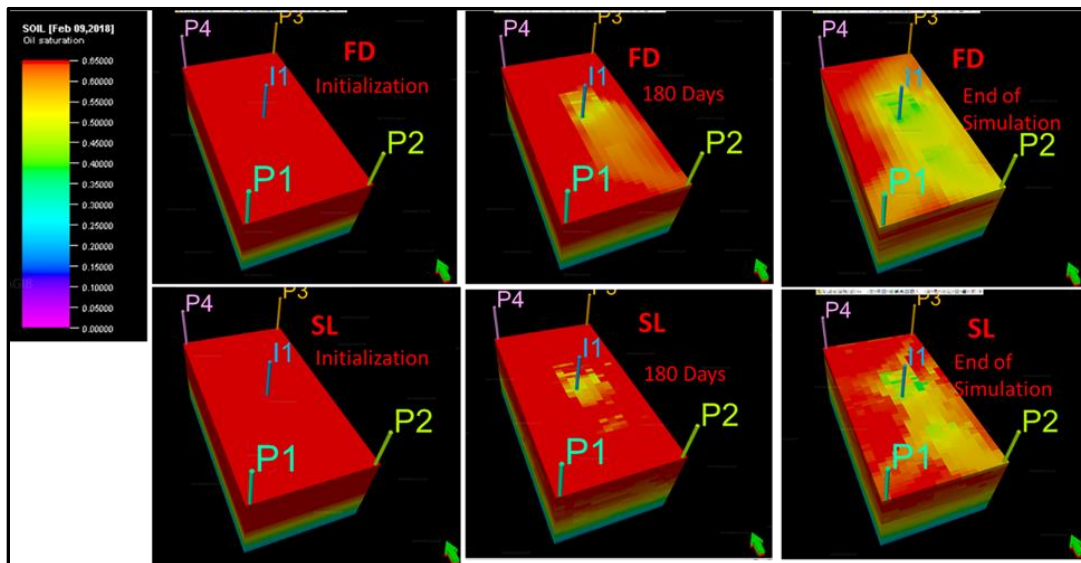 SOIL [Feb 09,2018]
Oil saturation
0.65000
0.60000
0.55000
0.50000
0.45000
0.40000
0.35000
0.30000
0.25000
0.20000
0.15000
0.10000
0.05000
0.00000
P4
P3
FD
I1
Initialization
P2
P1
P4
P3
FD
I1
180 Days
P2
P1
P4
P3
FD
I1
End of
Simulation
P2
P1
P4
P3
SL
I1
Initialization
P2
P1
P4
P3
SL
I1
180 Days
P2
P1
P4
P3
SL
I1
End of
Simulation
P2
P1